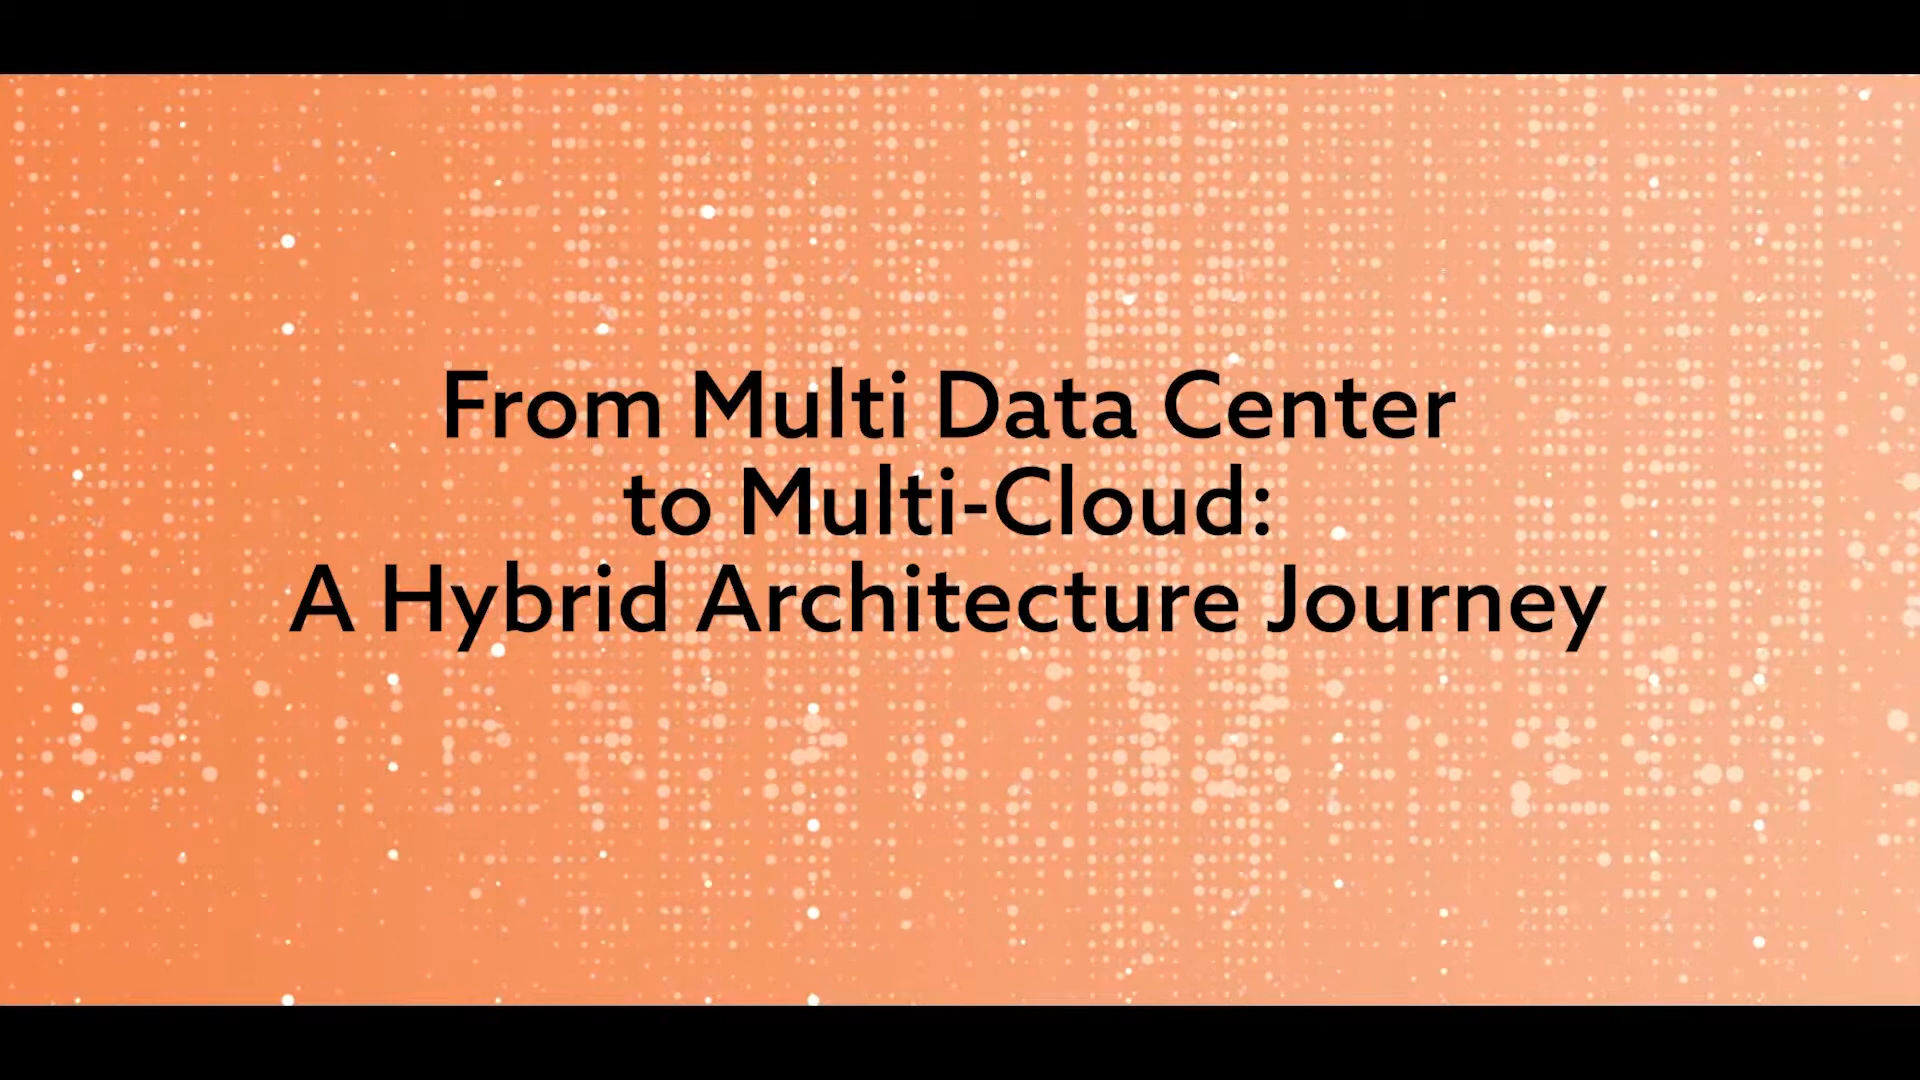 From Multi Data Center
to Multi-Cloud:
A Hybrid Architecture Journey